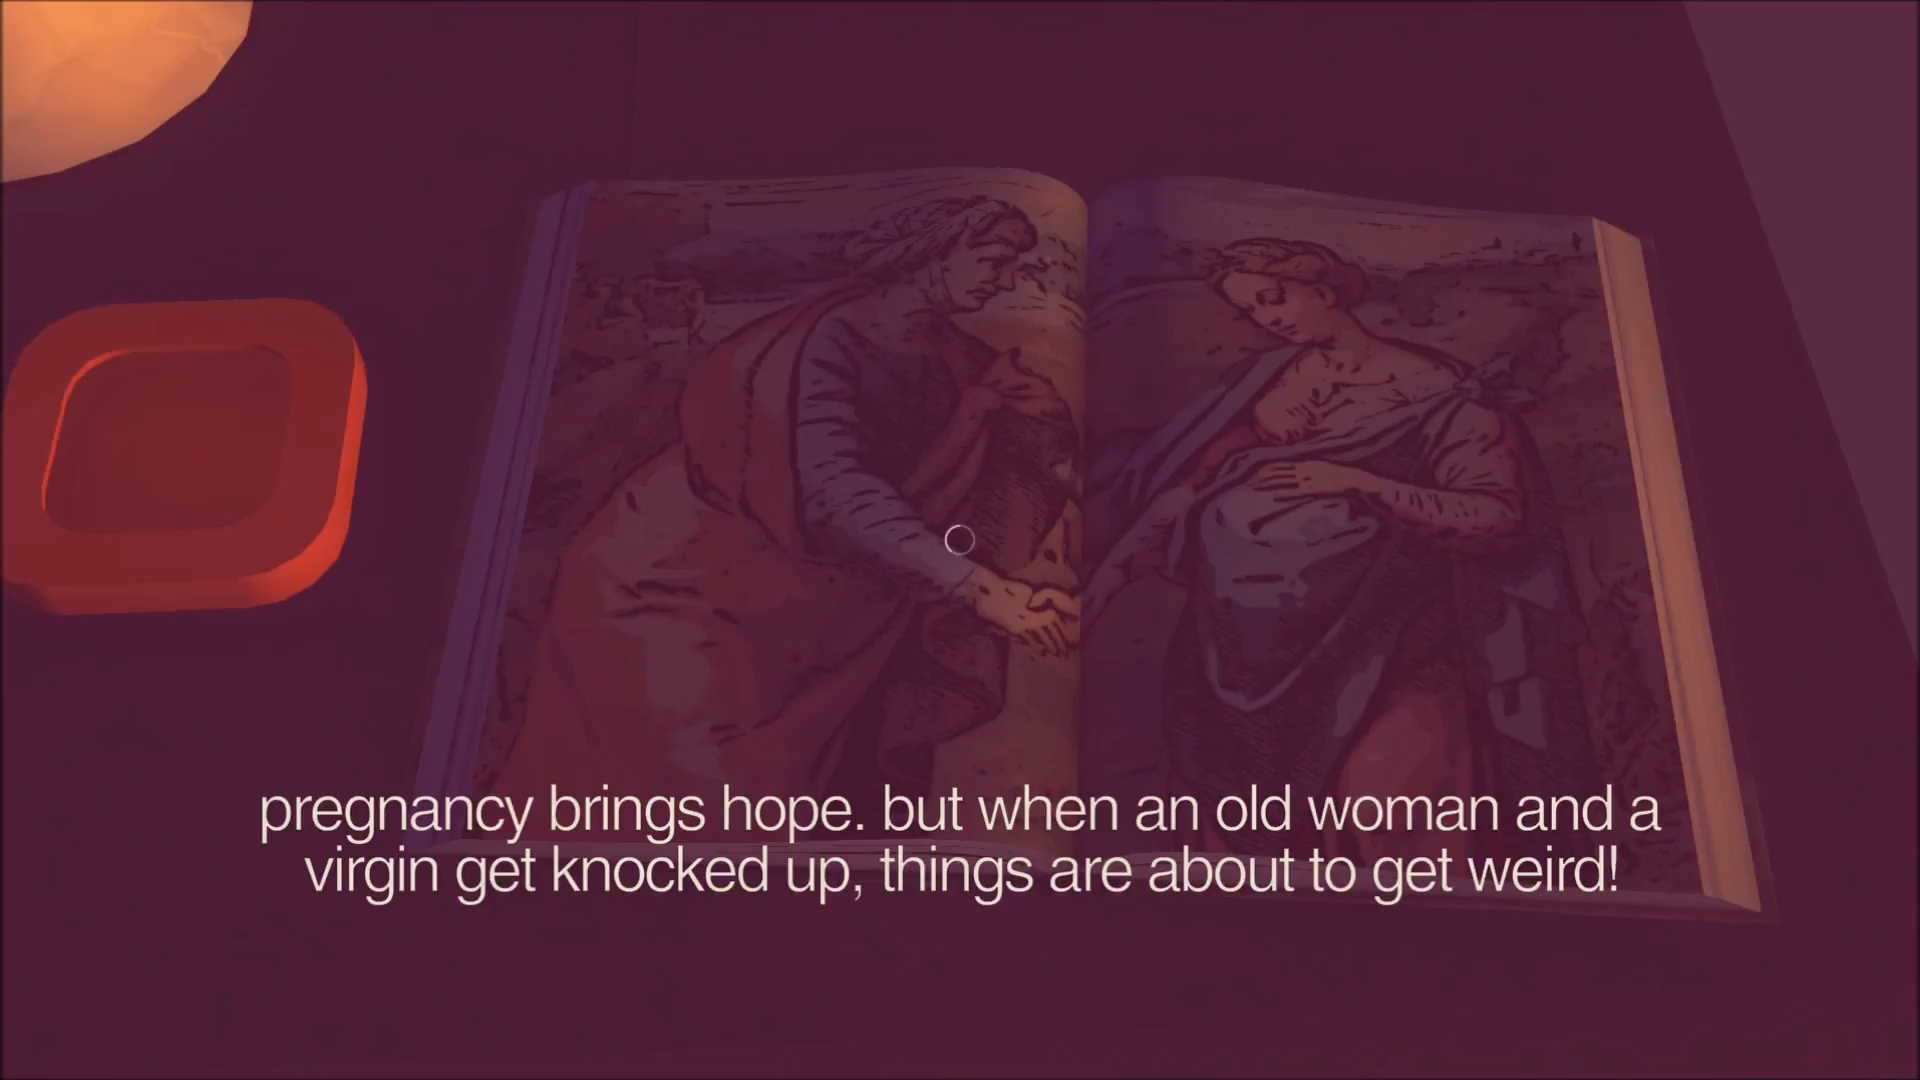 pregnancy brings hope. but when an old woman and a
virgin get knocked up, things are about to get weird!